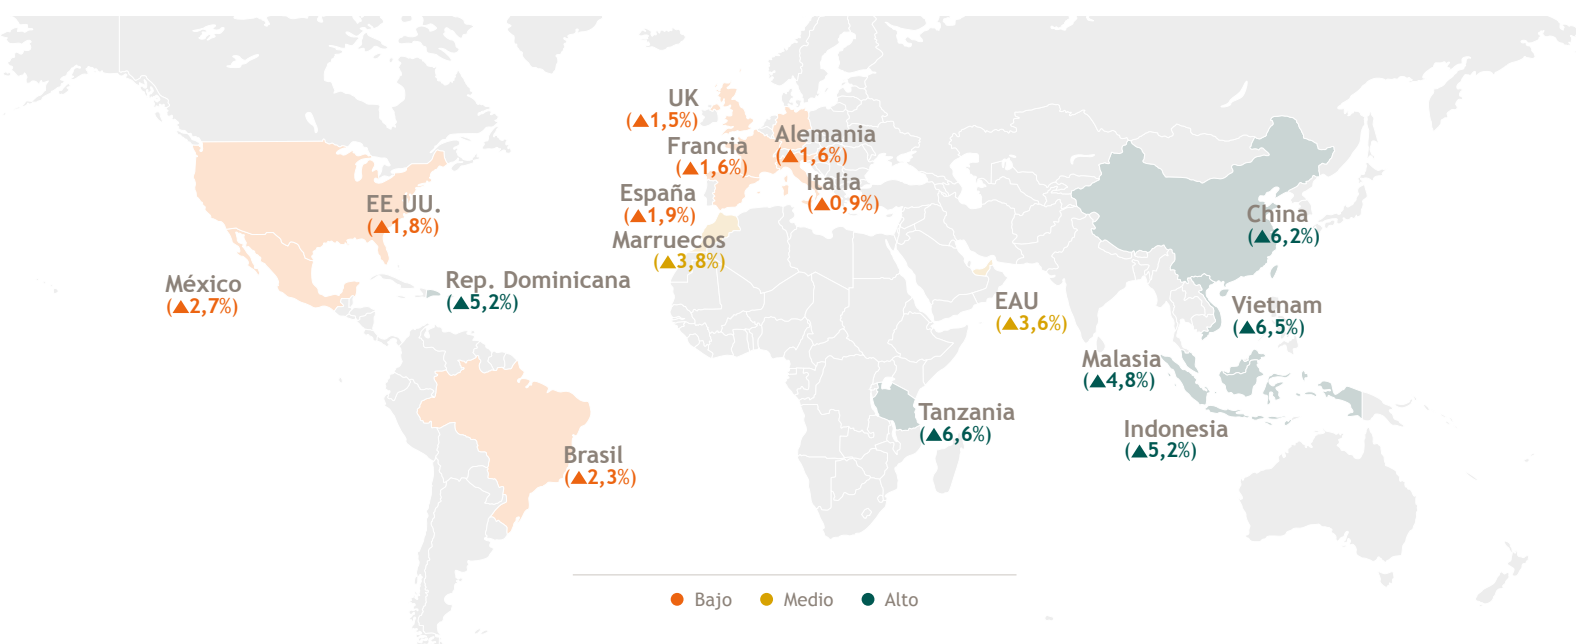 UK
(▲1,5%)
Alemania
(▲1,6%)
Francia
(▲1,6%)
Italia
(▲0,9%)
España
(▲1,9%)
EE.UU.
(▲1,8%)
China
(▲6,2%)
Marruecos
(▲3,8%)
México
(▲2,7%)
Rep. Dominicana
(▲5,2%)
EAU
(▲3,6%)
Vietnam
(▲6,5%)
Malasia
(▲4,8%)
Tanzania
(▲6,6%)
Indonesia
(▲5,2%)
Brasil
(▲2,3%)
Bajo Medio Alto